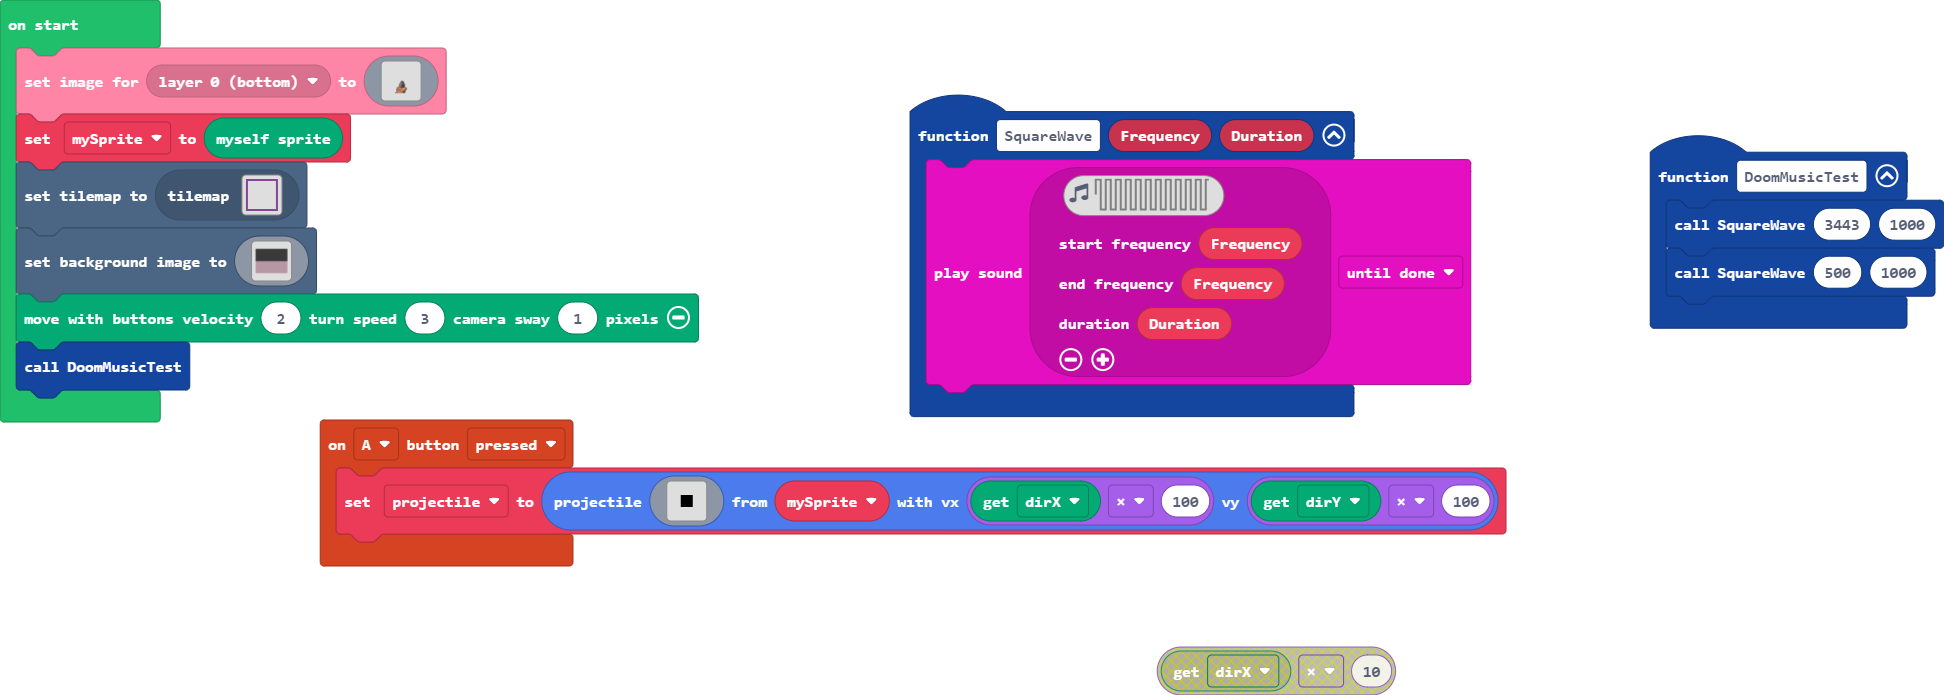 on start
set image for layer 0 (bottom) to
set mySprite to myself sprite
set tilemap to tilemap
set background image to
move with buttons velocity 2 turn speed 3 camera sway 1 pixels
call DoomMusicTest
function SquareWave Frequency Duration
play sound
start frequency Frequency
end frequency Frequency
duration Duration
until done
function DoomMusicTest
call SquareWave 3443 1000
call SquareWave 500 1000
on A button pressed
set projectile to projectile from mySprite with vx get dirX × 100 vy get dirY × 100
get dirX × 10